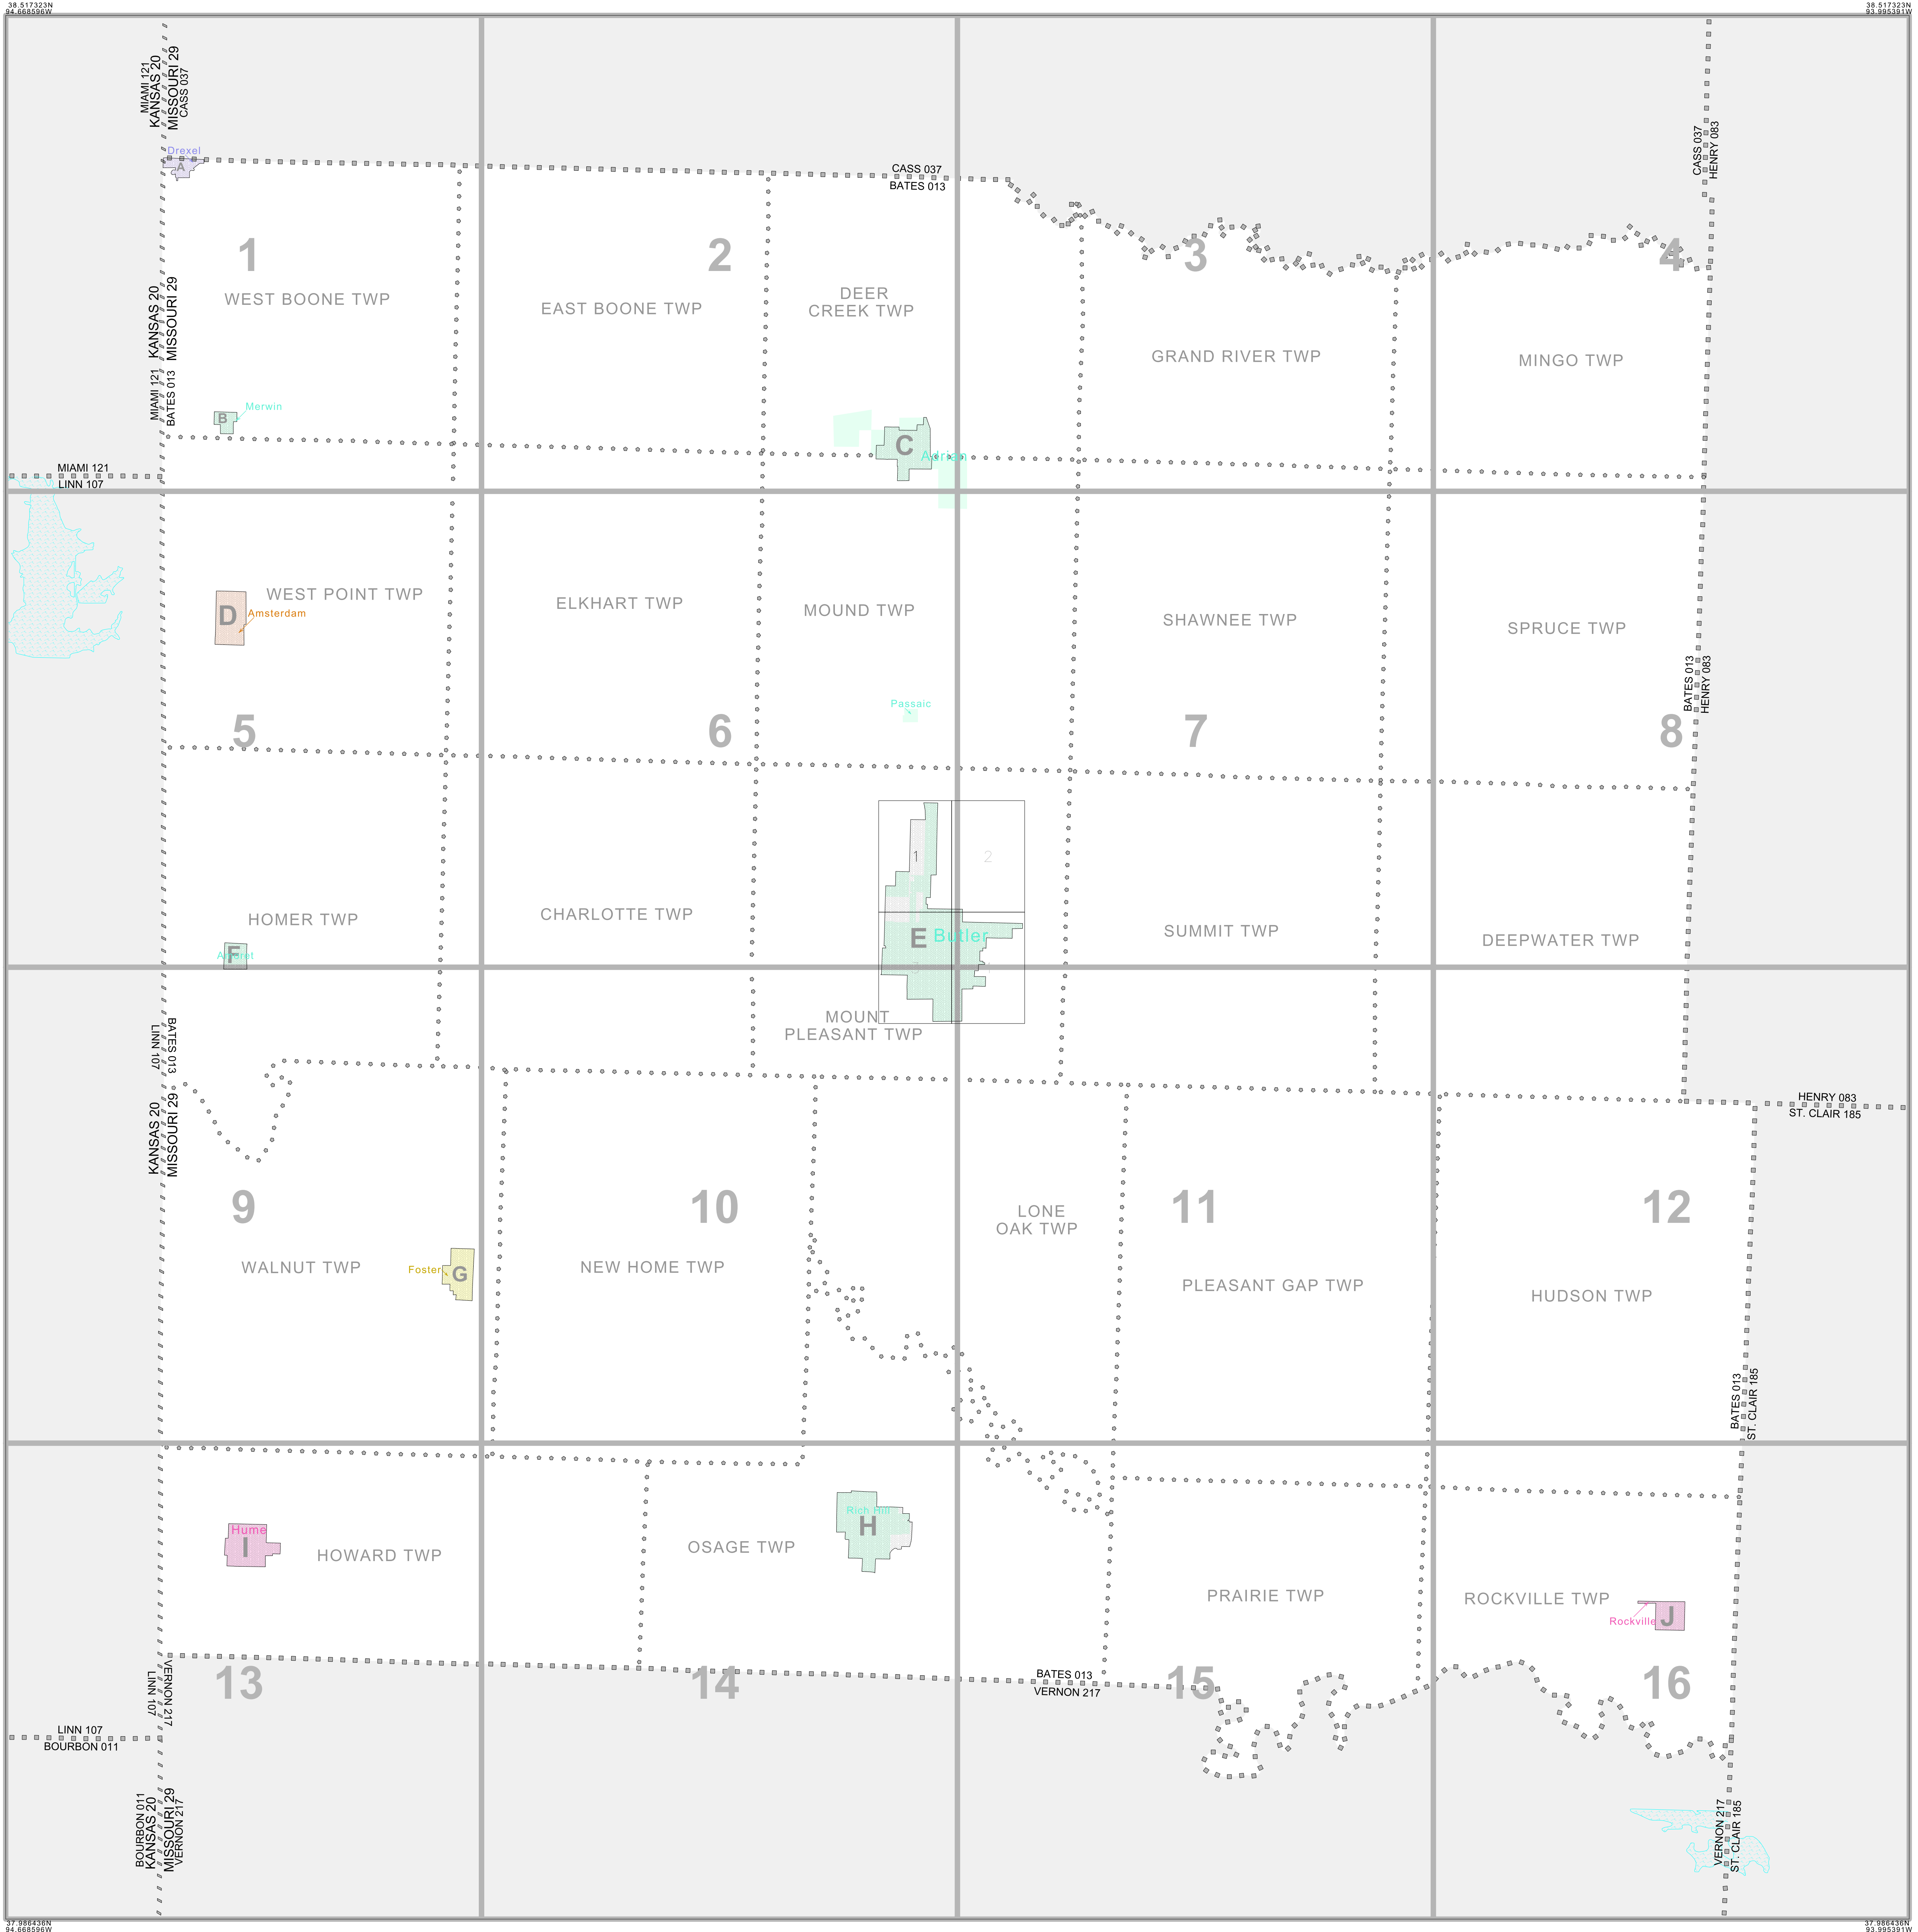 38.517323N
94.668596W
38.517323N
93.995391W
MIAMI 121
KANSAS 20
MISSOURI 29
CASS 037
CASS 037
HENRY 083
Drexel
A
CASS 037
BATES 013
1
2
3
4
WEST BOONE TWP
EAST BOONE TWP
DEER
CREEK TWP
GRAND RIVER TWP
MINGO TWP
KANSAS 20
MISSOURI 29
MIAMI 121
BATES 013
B
Merwin
C
Adrian
MIAMI 121
LINN 107
WEST POINT TWP
ELKHART TWP
MOUND TWP
SHAWNEE TWP
SPRUCE TWP
D
Amsterdam
BATES 013
HENRY 083
Passaic
5
6
7
8
1
2
HOMER TWP
CHARLOTTE TWP
SUMMIT TWP
DEEPWATER TWP
E
Butler
3
F
Amoret
MOUNT
PLEASANT TWP
LINN 107
BATES 013
KANSAS 20
MISSOURI 29
HENRY 083
ST. CLAIR 185
9
10
LONE
OAK TWP
11
12
WALNUT TWP
Foster
G
NEW HOME TWP
PLEASANT GAP TWP
HUDSON TWP
BATES 013
ST. CLAIR 185
Hume
I
HOWARD TWP
OSAGE TWP
Rich Hill
H
PRAIRIE TWP
ROCKVILLE TWP
Rockville
J
LINN 107
VERNON 217
BATES 013
VERNON 217
13
14
15
16
LINN 107
BOURBON 011
BOURBON 011
KANSAS 20
MISSOURI 29
VERNON 217
VERNON 217
ST. CLAIR 185
37.986436N
94.668596W
37.986436N
93.995391W